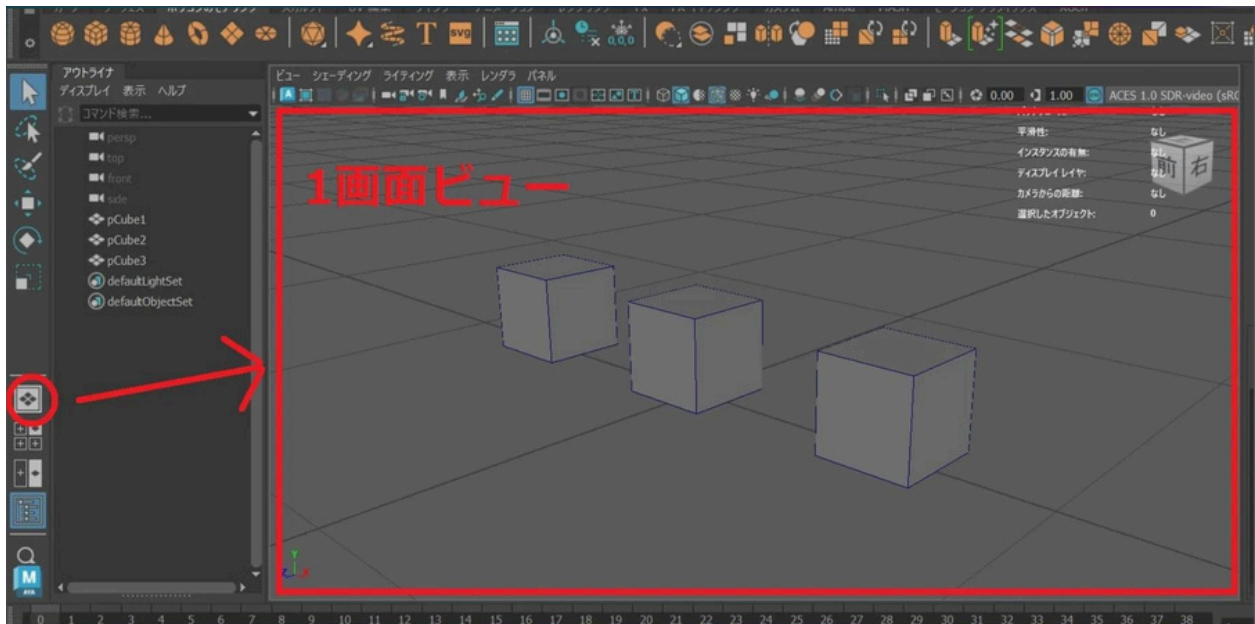 アウトライナ
ディスプレイ 表示 ヘルプ
コマンド検索...
persp
top
front
side
pCube1
pCube2
pCube3
defaultLightSet
defaultObjectSet
ビュー シェーディング ライティング 表示 レンダラ パネル
0.00 1.00 ACES 1.0 SDR-video (sRG
T
SVG
0,0,0
1画面ビュー
平滑性: なし
インスタンスの有無: なし
ディスプレイ レイヤ: なし
カメラからの距離: なし
選択したオブジェクト: 0
前 右
Y
Z X
M
AYA
0 1 2 3 4 5 6 7 8 9 10 11 12 13 14 15 16 17 18 19 20 21 22 23 24 25 26 27 28 29 30 31 32 33 34 35 36 37 38